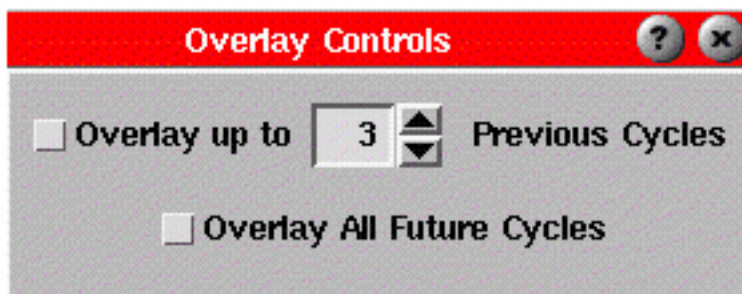 Overlay Controls ? ×
Overlay up to 3 Previous Cycles
Overlay All Future Cycles